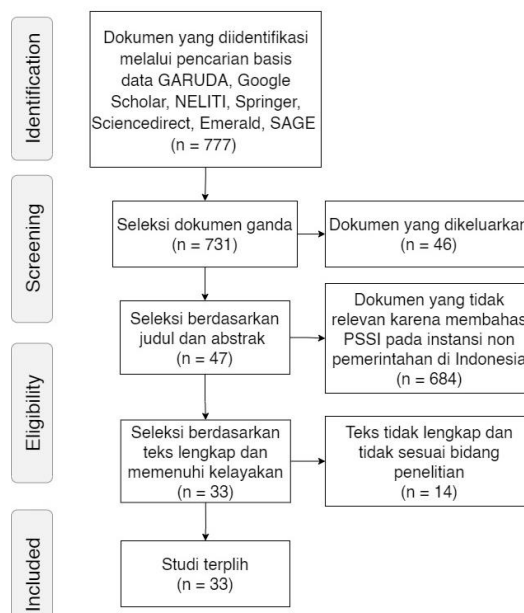 Identification
Dokumen yang diidentifikasi
melalui pencarian basis
data GARUDA, Google
Scholar, NELITI, Springer,
Sciencedirect, Emerald, SAGE
(n = 777)
Screening
Seleksi dokumen ganda
(n = 731)
Dokumen yang dikeluarkan
(n = 46)
Seleksi berdasarkan
judul dan abstrak
(n = 47)
Dokumen yang tidak
relevan karena membahas
PSSI pada instansi non
pemerintahan di Indonesia
(n = 684)
Eligibility
Seleksi berdasarkan
teks lengkap dan
memenuhi kelayakan
(n = 33)
Teks tidak lengkap dan
tidak sesuai bidang
penelitian
(n = 14)
Included
Studi terplih
(n = 33)